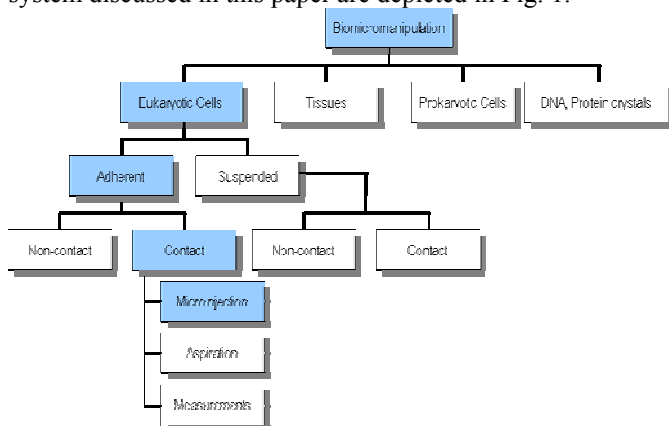 system discussed in this paper are depicted in Fig. 1.
Biomicromanipulation
Eukaryotic Cells
Tissues
Prokaryotic Cells
DNA, Protein crystals
Adherent
Suspended
Non-contact
Contact
Non-contact
Contact
Microinjection
Aspiration
Measurements